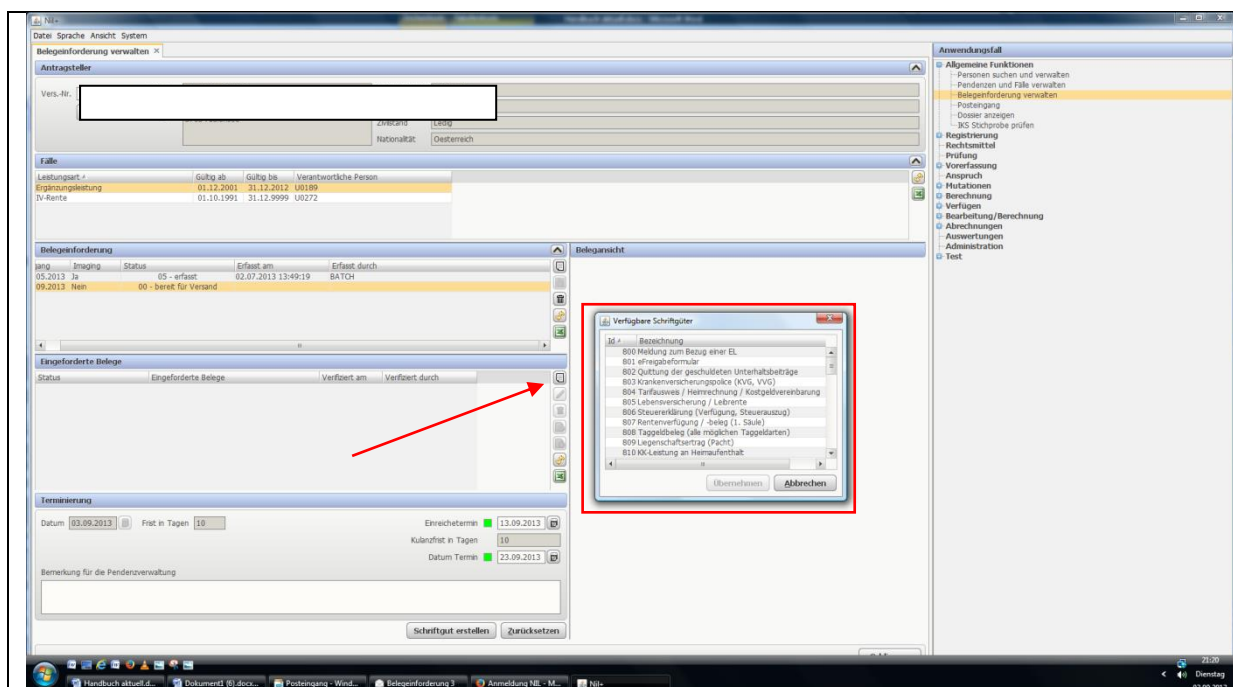 Nil+
Datei Sprache Ansicht System
Belegeinforderung verwalten ×
Antragsteller
Vers.-Nr.
Zivilstand Ledig
Nationalität Oesterreich
Fälle
Leistungsart Gültig ab Gültig bis Verantwortliche Person
Ergänzungsleistung 01.12.2001 31.12.2012 U0189
IV-Rente 01.10.1991 31.12.9999 U0272
Belegeinforderung
gang Imaging Status Erfasst am Erfasst durch
05.2013 Ja 05 - erfasst 02.07.2013 13:49:19 BATCH
09.2013 Nein 00 - bereit für Versand
Eingeforderte Belege
Status Eingeforderte Belege Verifiziert am Verifiziert durch
Terminierung
Datum 03.09.2013 Frist in Tagen 10 Einreichetermin 13.09.2013
Kulanzfrist in Tagen 10
Datum Termin 23.09.2013
Bemerkung für die Pendenzverwaltung
Schriftgut erstellen Zurücksetzen
Belegansicht
Verfügbare Schriftgüter
Id Bezeichnung
800 Meldung zum Bezug einer EL
801 eFreigabeformular
802 Quittung der geschuldeten Unterhaltsbeiträge
803 Krankenversicherungspolice (KVG, VVG)
804 Tarifausweis / Heimrechnung / Kostgeldvereinbarung
805 Lebensversicherung / Leibrente
806 Steuererklärung (Verfügung, Steuerauszug)
807 Rentenverfügung / -beleg (1. Säule)
808 Taggeldbeleg (alle möglichen Taggeldarten)
809 Liegenschaftsertrag (Pacht)
810 KK-Leistung an Heimaufenthalt
Übernehmen Abbrechen
Anwendungsfall
Allgemeine Funktionen
Personen suchen und verwalten
Pendenzen und Fälle verwalten
Belegeinforderung verwalten
Posteingang
Dossier anzeigen
IKS Stichprobe prüfen
Registrierung
Rechtsmittel
Prüfung
Vorerfassung
Anspruch
Mutationen
Berechnung
Verfügen
Bearbeitung/Berechnung
Abrechnungen
Auswertungen
Administration
Test
21:20
Handbuch aktuell.d... Dokument1 (6).docx... Posteingang - Wind... Belegeinforderung 3 Anmeldung NIL - M... Nil+
Dienstag